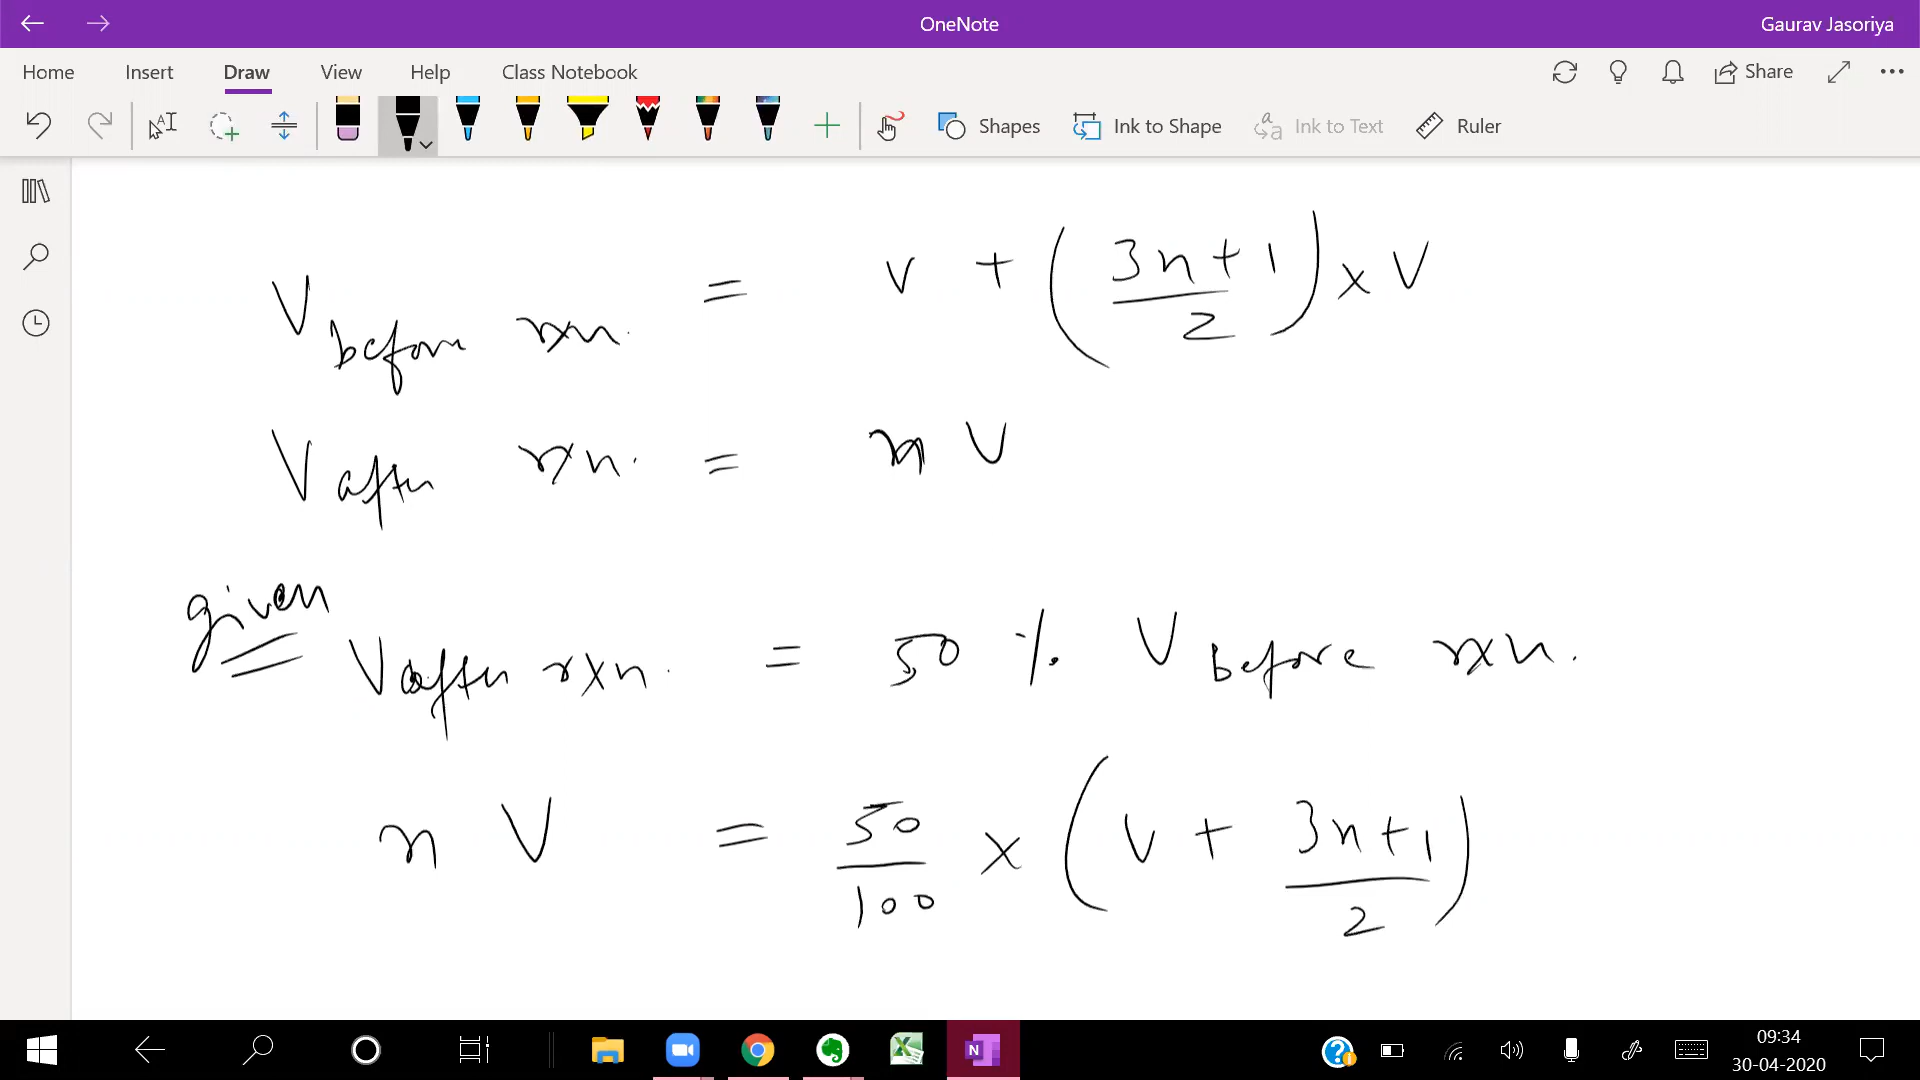 OneNote
Gaurav Jasoriya
Home Insert Draw View Help Class Notebook Share
Shapes Ink to Shape Ink to Text Ruler
V before rxn. = V + (3n+1/2) × V
V after rxn. = n V
given
V after rxn. = 50 % V before rxn.
n V = 50/100 × (V + 3n+1/2)
09:34
30-04-2020